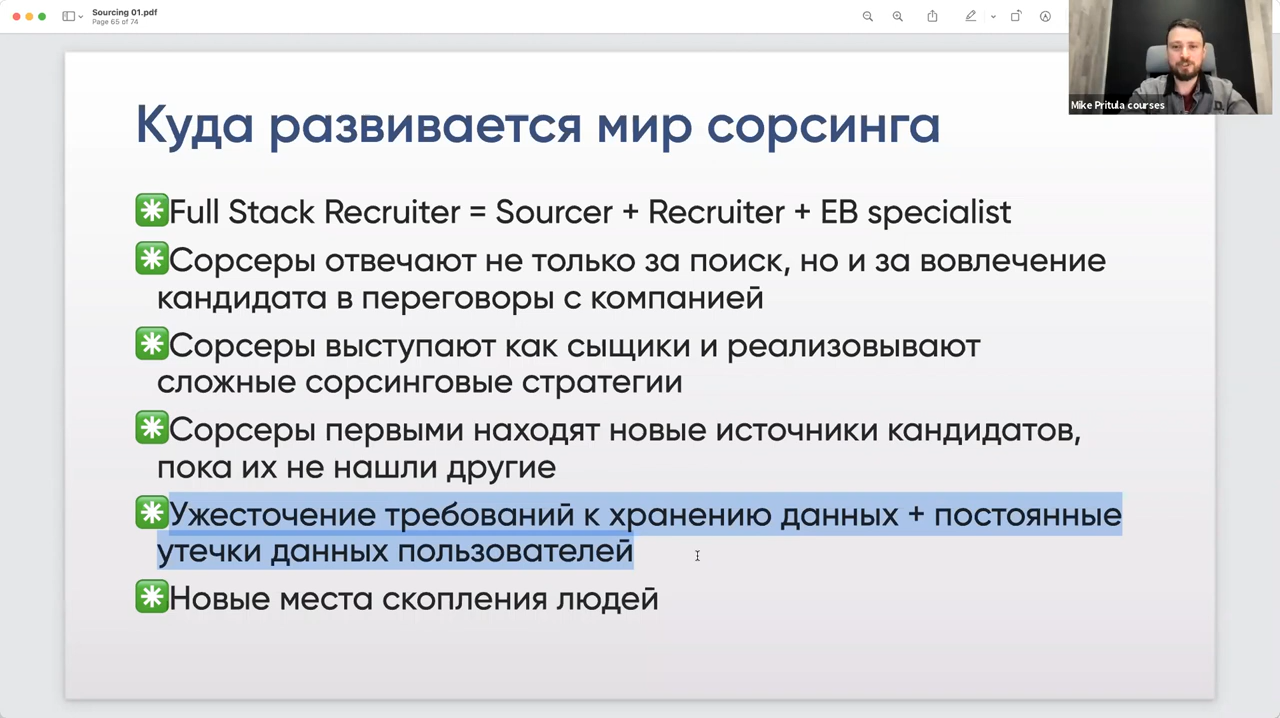 Sourcing 01.pdf
Page 65 of 74
Mike Pritula courses
Куда развивается мир сорсинга
Full Stack Recruiter = Sourcer + Recruiter + EB specialist
Сорсеры отвечают не только за поиск, но и за вовлечение
кандидата в переговоры с компанией
Сорсеры выступают как сыщики и реализовывают
сложные сорсинговые стратегии
Сорсеры первыми находят новые источники кандидатов,
пока их не нашли другие
Ужесточение требований к хранению данных + постоянные
утечки данных пользователей
Новые места скопления людей